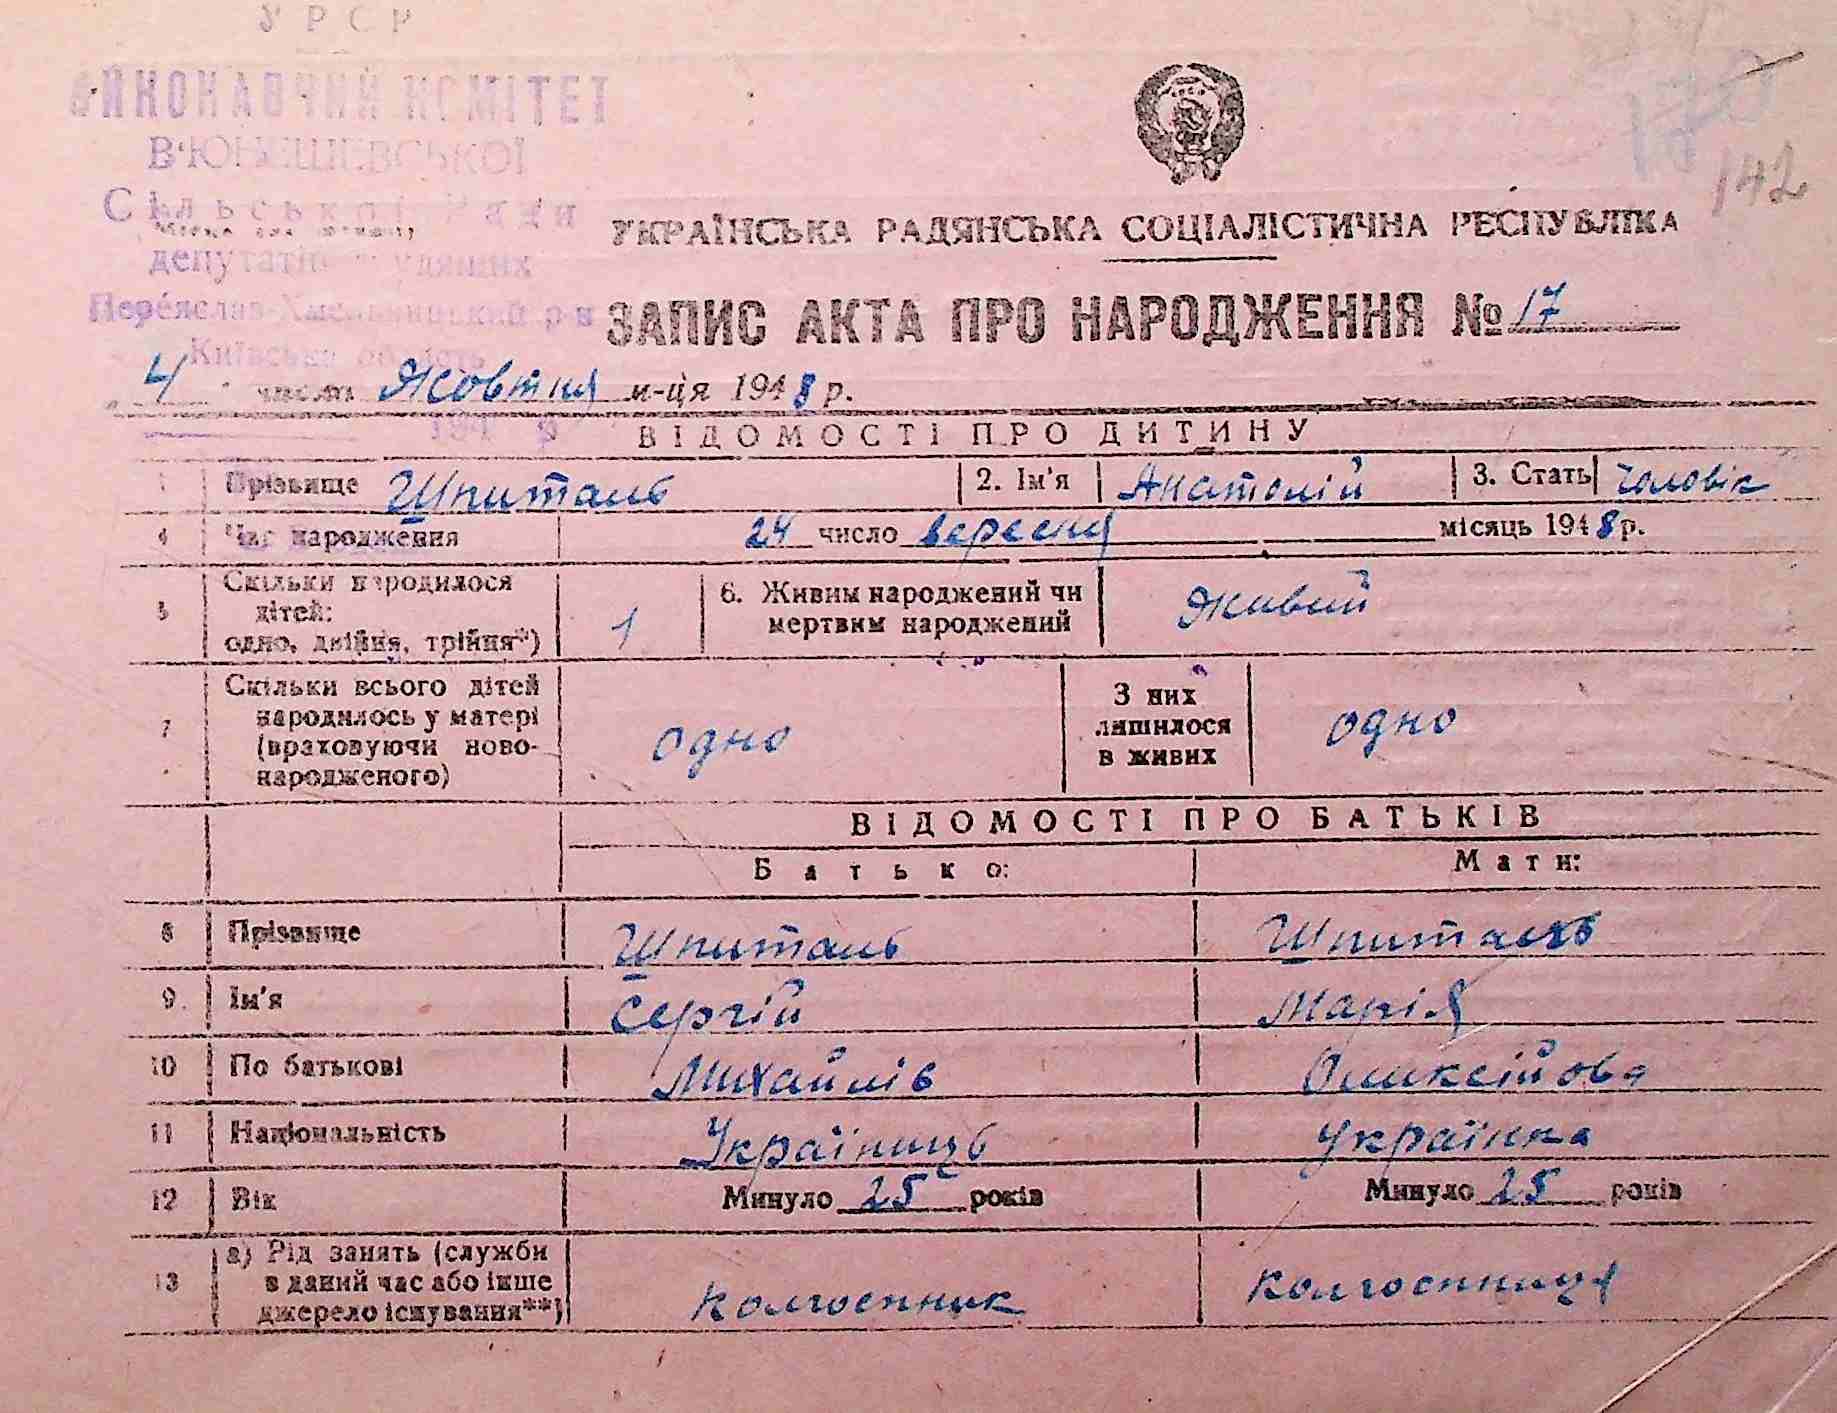 У Р С Р
ВИКОНАВЧИЙ КОМІТЕТ
В'ЮНИЩЕВСЬКОЇ
Сільської Ради
депутатів трудящих
Переяслав-Хмельницький р-н
Київська область
170
142
УКРАЇНСЬКА РАДЯНСЬКА СОЦІАЛІСТИЧНА РЕСПУБЛІКА
ЗАПИС АКТА ПРО НАРОДЖЕННЯ № 17
4 числа Жовтня м-ця 1948 р.
ВІДОМОСТІ ПРО ДИТИНУ
1 Прізвище Шпиталь 2. Ім'я Анатолій 3. Стать чоловік
4 Час народження 24 число вересня місяць 1948 р.
5 Скільки народилося дітей: одно, двійня, трійня*) 1 6. Живим народжений чи мертвим народжений Живий
7 Скільки всього дітей народилось у матері (враховуючи новонародженого) одно З них лишилося в живих одно
ВІДОМОСТІ ПРО БАТЬКІВ
Батько: Мати:
8 Прізвище Шпиталь Шпиталь
9. Ім'я Сергій Марія
10 По батькові Михайлів Оликсійова
11 Національність Українець Українка
12 Вік Минуло 25 років Минуло 25 років
13 а) Рід занять (служби в даний час або інше джерело існування**) колгоспник колгоспниця